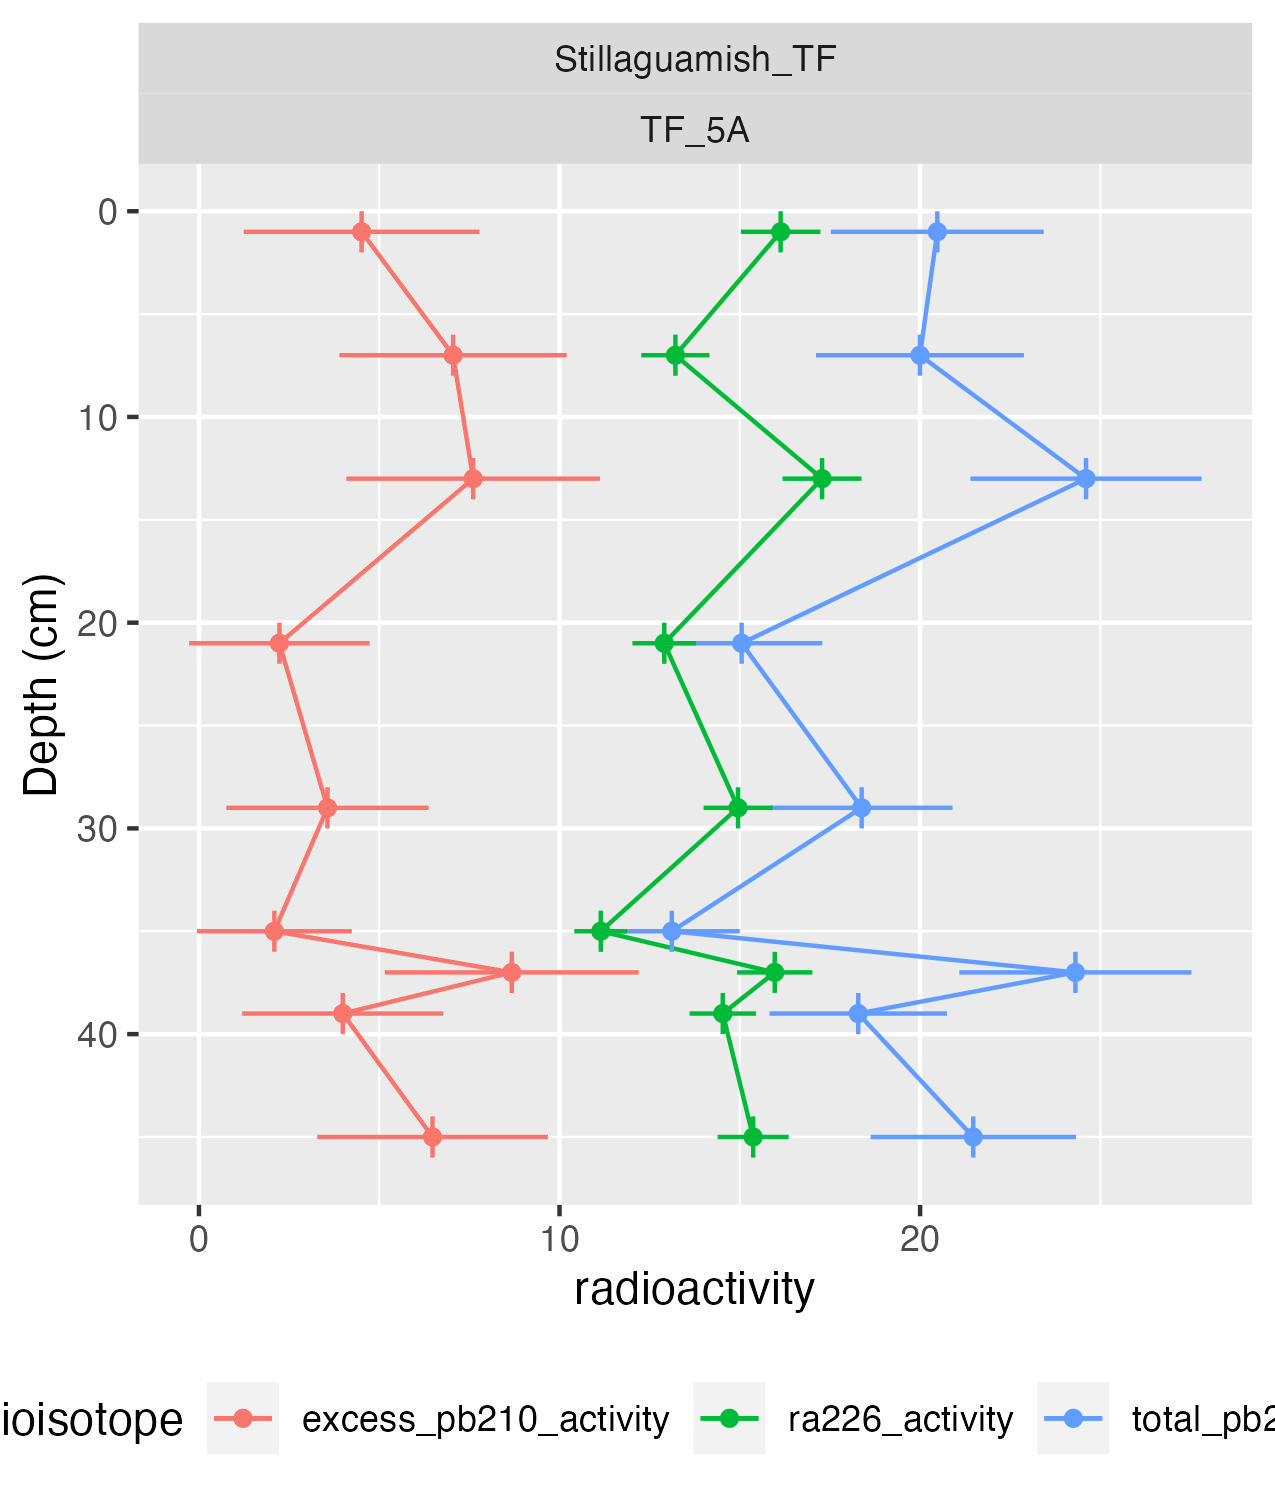 Stillaguamish_TF
TF_5A
Depth (cm)
0
10
20
30
40
0 10 20
radioactivity
ioisotope excess_pb210_activity ra226_activity total_pb2